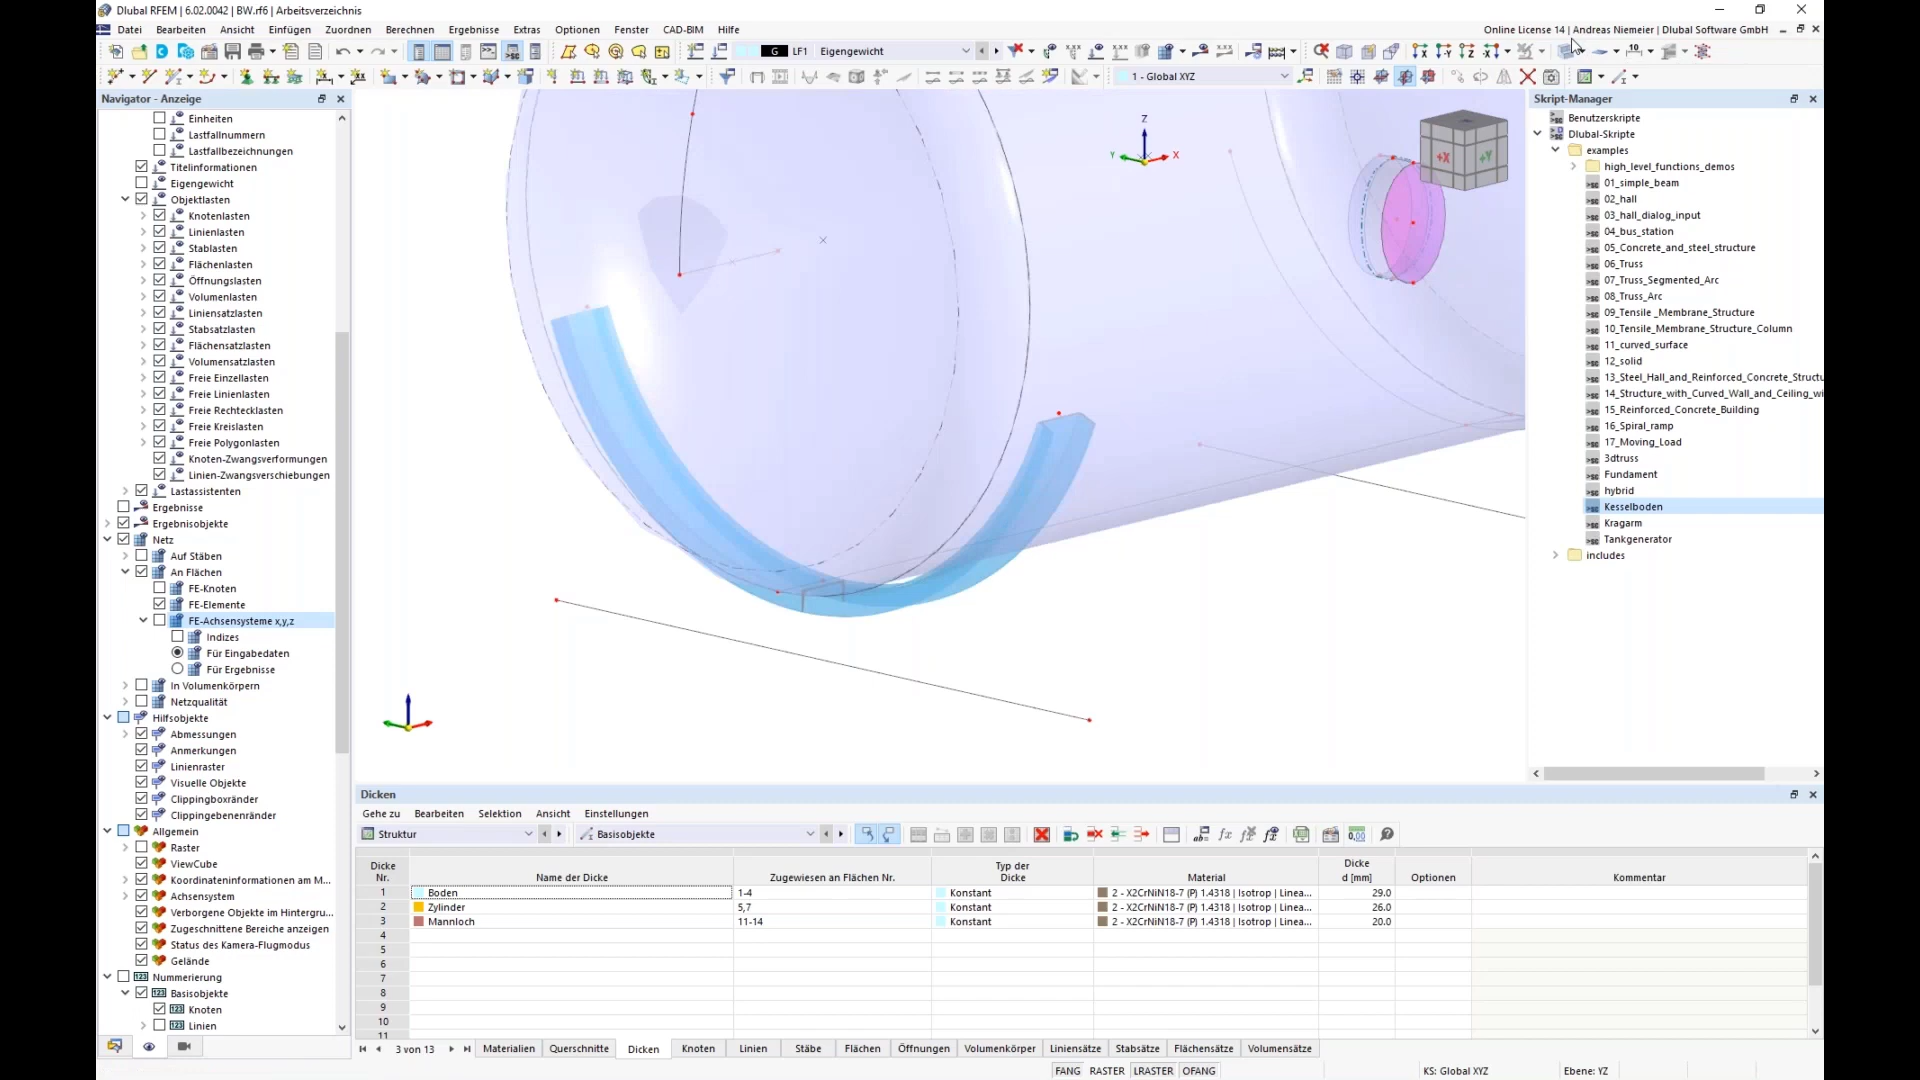 Dlubal RFEM | 6.02.0042 | BW.rf6 | Arbeitsverzeichnis
Datei Bearbeiten Ansicht Einfügen Zuordnen Berechnen Ergebnisse Extras Optionen Fenster CAD-BIM Hilfe
Online License 14 | Andreas Niemeier | Dlubal Software GmbH
G LF1 Eigengewicht
1 - Global XYZ
Navigator - Anzeige
Einheiten
Lastfallnummern
Lastfallbezeichnungen
Titelinformationen
Eigengewicht
Objektlasten
Knotenlasten
Linienlasten
Stablasten
Flächenlasten
Öffnungslasten
Volumenlasten
Liniensatzlasten
Stabsatzlasten
Flächensatzlasten
Volumensatzlasten
Freie Einzellasten
Freie Linienlasten
Freie Rechtecklasten
Freie Kreislasten
Freie Polygonlasten
Knoten-Zwangsverformungen
Linien-Zwangsverschiebungen
Lastassistenten
Ergebnisse
Ergebnisobjekte
Netz
Auf Stäben
An Flächen
FE-Knoten
FE-Elemente
FE-Achsensysteme x,y,z
Indizes
Für Eingabedaten
Für Ergebnisse
In Volumenkörpern
Netzqualität
Hilfsobjekte
Abmessungen
Anmerkungen
Linienraster
Visuelle Objekte
Clippingboxränder
Clippingebenenränder
Allgemein
Raster
ViewCube
Koordinateninformationen am M...
Achsensystem
Verborgene Objekte im Hintergru...
Zugeschnittene Bereiche anzeigen
Status des Kamera-Flugmodus
Gelände
Nummerierung
Basisobjekte
Knoten
Linien
Z
Y
X
+X
+Y
Skript-Manager
Benutzerskripte
Dlubal-Skripte
examples
high_level_functions_demos
01_simple_beam
02_hall
03_hall_dialog_input
04_bus_station
05_Concrete_and_steel_structure
06_Truss
07_Truss_Segmented_Arc
08_Truss_Arc
09_Tensile _Membrane_Structure
10_Tensile_Membrane_Structure_Column
11_curved_surface
12_solid
13_Steel_Hall_and_Reinforced_Concrete_Structu
14_Structure_with_Curved_Wall_and_Ceiling_wi
15_Reinforced_Concrete_Building
16_Spiral_ramp
17_Moving_Load
3dtruss
Fundament
hybrid
Kesselboden
Kragarm
Tankgenerator
includes
Dicken
Gehe zu Bearbeiten Selektion Ansicht Einstellungen
Struktur Basisobjekte
Dicke Nr. Name der Dicke Zugewiesen an Flächen Nr. Typ der Dicke Material Dicke d [mm] Optionen Kommentar
1 Boden 1-4 Konstant 2 - X2CrNiN18-7 (P) 1.4318 | Isotrop | Linea... 29.0
2 Zylinder 5,7 Konstant 2 - X2CrNiN18-7 (P) 1.4318 | Isotrop | Linea... 26.0
3 Mannloch 11-14 Konstant 2 - X2CrNiN18-7 (P) 1.4318 | Isotrop | Linea... 20.0
4
5
6
7
8
9
10
11
3 von 13 Materialien Querschnitte Dicken Knoten Linien Stäbe Flächen Öffnungen Volumenkörper Liniensätze Stabsätze Flächensätze Volumensätze
FANG RASTER LRASTER OFANG KS: Global XYZ Ebene: YZ